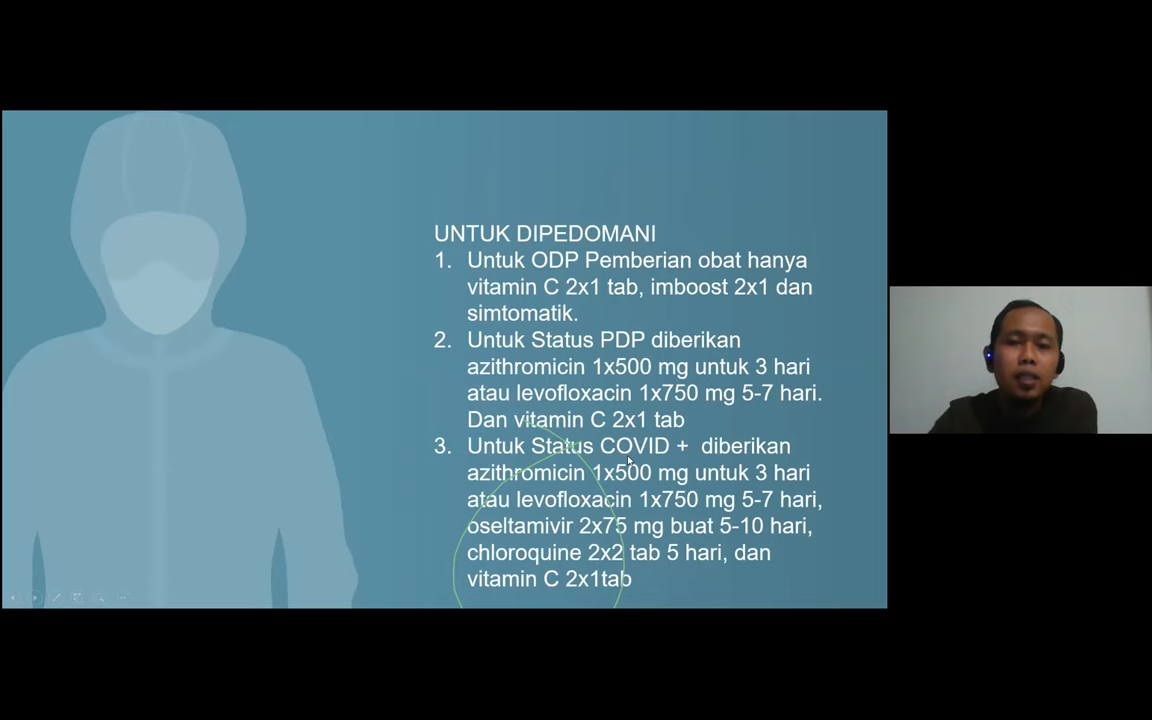 UNTUK DIPEDOMANI
1. Untuk ODP Pemberian obat hanya
vitamin C 2x1 tab, imboost 2x1 dan
simtomatik.
2. Untuk Status PDP diberikan
azithromicin 1x500 mg untuk 3 hari
atau levofloxacin 1x750 mg 5-7 hari.
Dan vitamin C 2x1 tab
3. Untuk Status COVID + diberikan
azithromicin 1x500 mg untuk 3 hari
atau levofloxacin 1x750 mg 5-7 hari,
oseltamivir 2x75 mg buat 5-10 hari,
chloroquine 2x2 tab 5 hari, dan
vitamin C 2x1tab